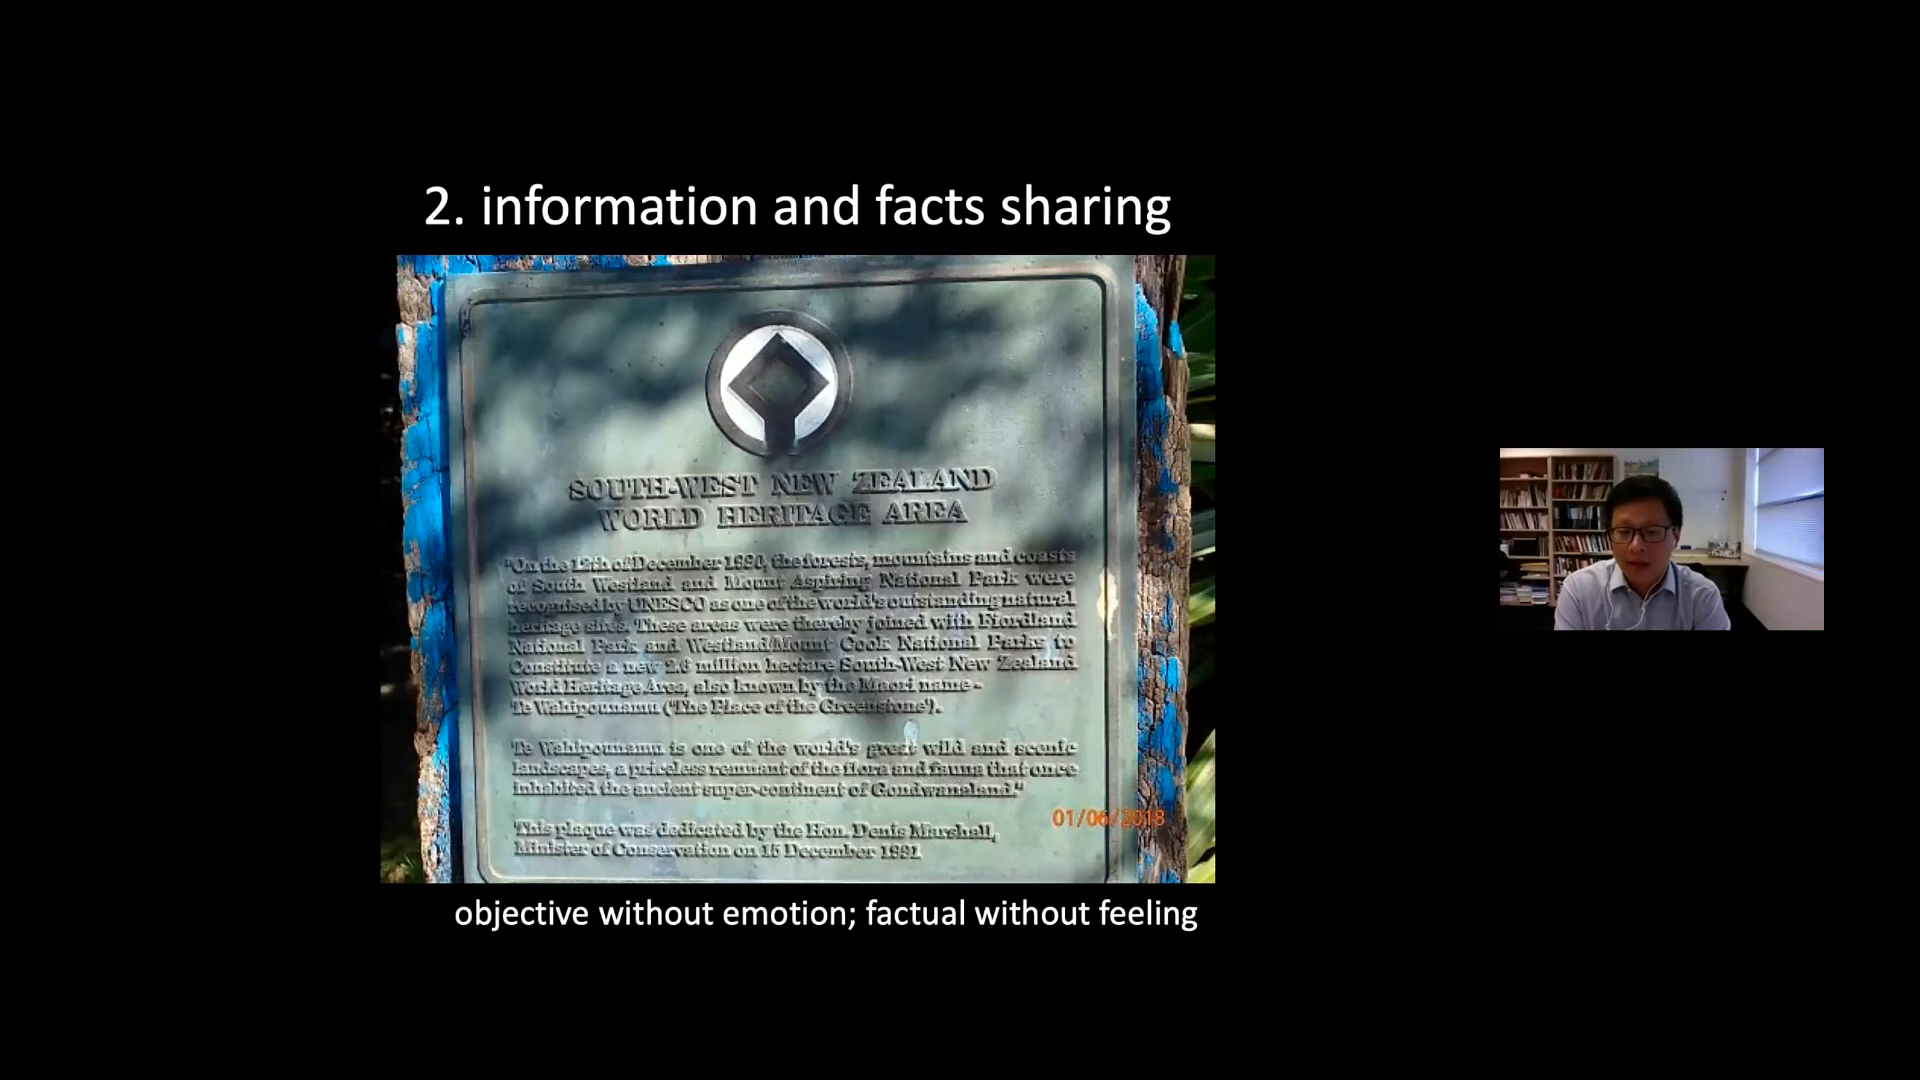 2. information and facts sharing
SOUTH-WEST NEW ZEALAND
WORLD HERITAGE AREA
"On the 12th of December 1990, the forests, mountains and coasts
of South Westland and Mount Aspiring National Park were
recognised by UNESCO as one of the world's outstanding natural
heritage sites. These areas were thereby joined with Fiordland
National Park and Westland/Mount Cook National Parks to
Constitute a new 2.6 million hectare South-West New Zealand
World Heritage Area, also known by the Maori name -
Te Wahipounamu ('The Place of the Greenstone').
Te Wahipounamu is one of the world's great wild and scenic
landscapes, a priceless remnant of the flora and fauna that once
inhabited the ancient super-continent of Gondwanaland."
This plaque was dedicated by the Hon. Denis Marshall,
Minister of Conservation on 15 December 1991
01/06/2018
objective without emotion; factual without feeling